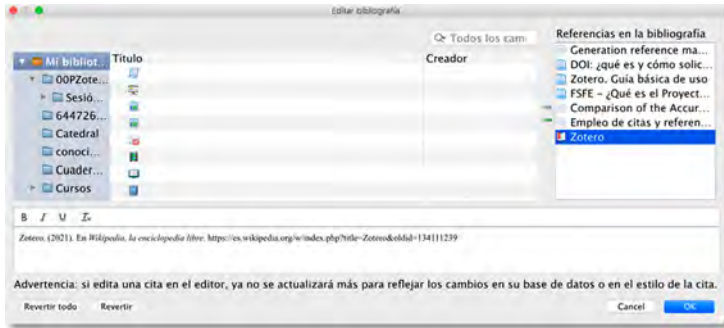 Editar bibliografía
Todos los cam
Referencias en la bibliografía
Mi bibliot...
Título
Creador
00PZote...
Sesió...
644726...
Catedral
conoci...
Cuader...
Cursos
Generation reference ma...
DOI: ¿qué es y cómo solic...
Zotero. Guía básica de uso
FSFE – ¿Qué es el Proyect...
Comparison of the Accur...
Empleo de citas y referen...
Zotero
B I U
Zotero. (2021). En Wikipedia, la enciclopedia libre. https://es.wikipedia.org/w/index.php?title=Zotero&oldid=134111239
Advertencia: si edita una cita en el editor, ya no se actualizará más para reflejar los cambios en su base de datos o en el estilo de la cita.
Revertir todo
Revertir
Cancel
OK